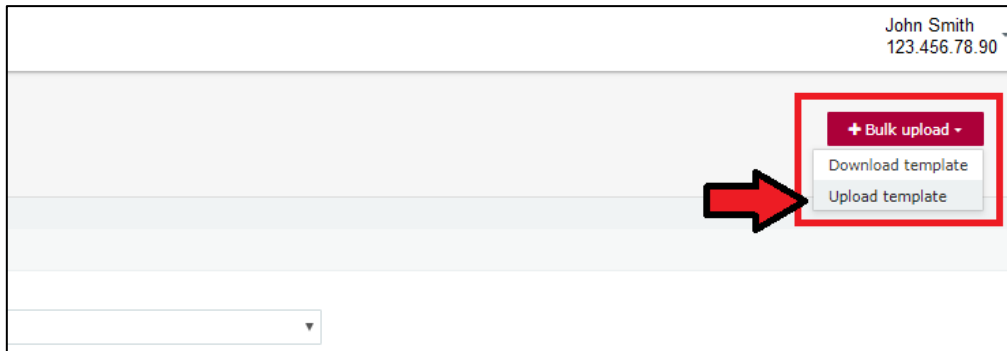 John Smith
123.456.78.90
+ Bulk upload
Download template
Upload template